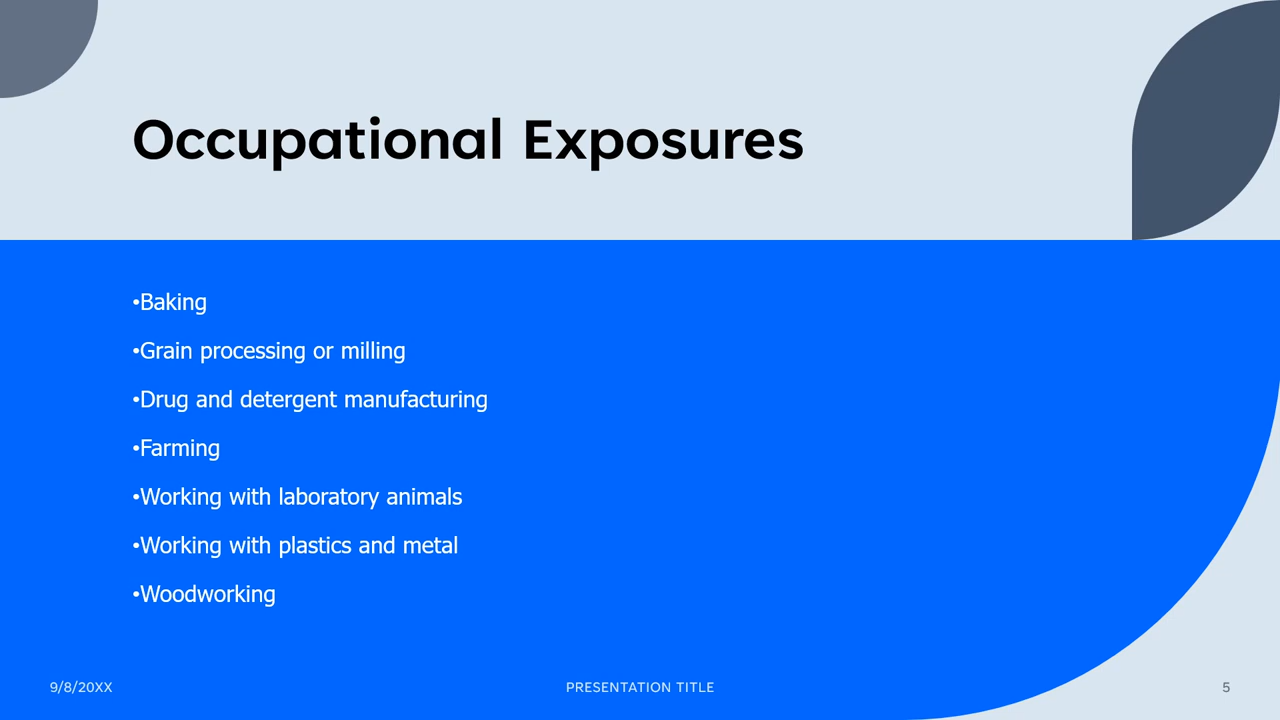 Occupational Exposures
•Baking
•Grain processing or milling
•Drug and detergent manufacturing
•Farming
•Working with laboratory animals
•Working with plastics and metal
•Woodworking
9/8/20XX
PRESENTATION TITLE
5